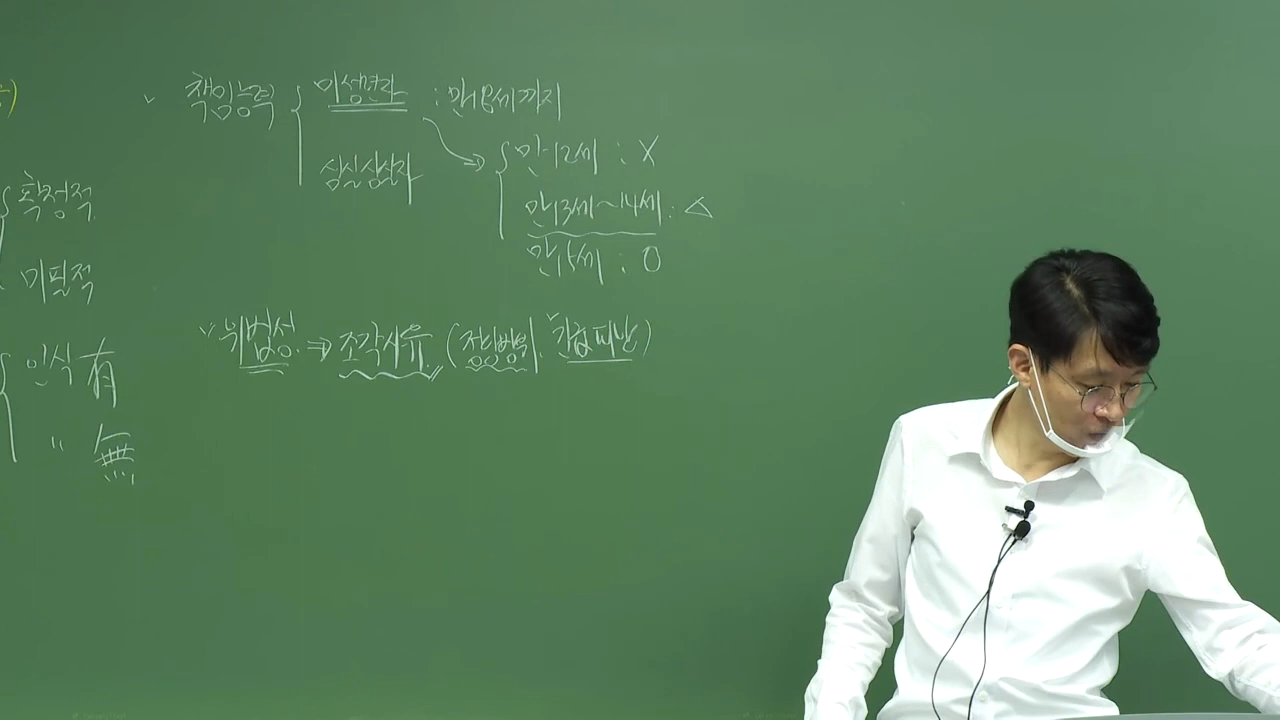 확정적
미필적
인식 有
" 無
책임능력 { 미성년자 : 만18세까지
심신상실자
만12세 : X
만13세~14세 : △
만15세 : O
위법성 ⇒ 조각사유 (정당방위, 긴급피난)